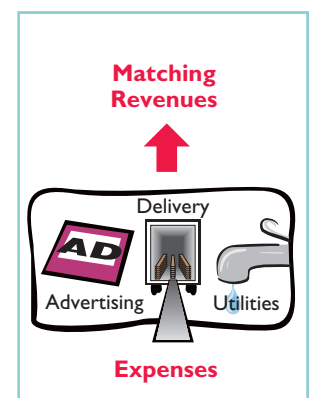 Matching
Revenues
Delivery
AD
Advertising
Utilities
Expenses